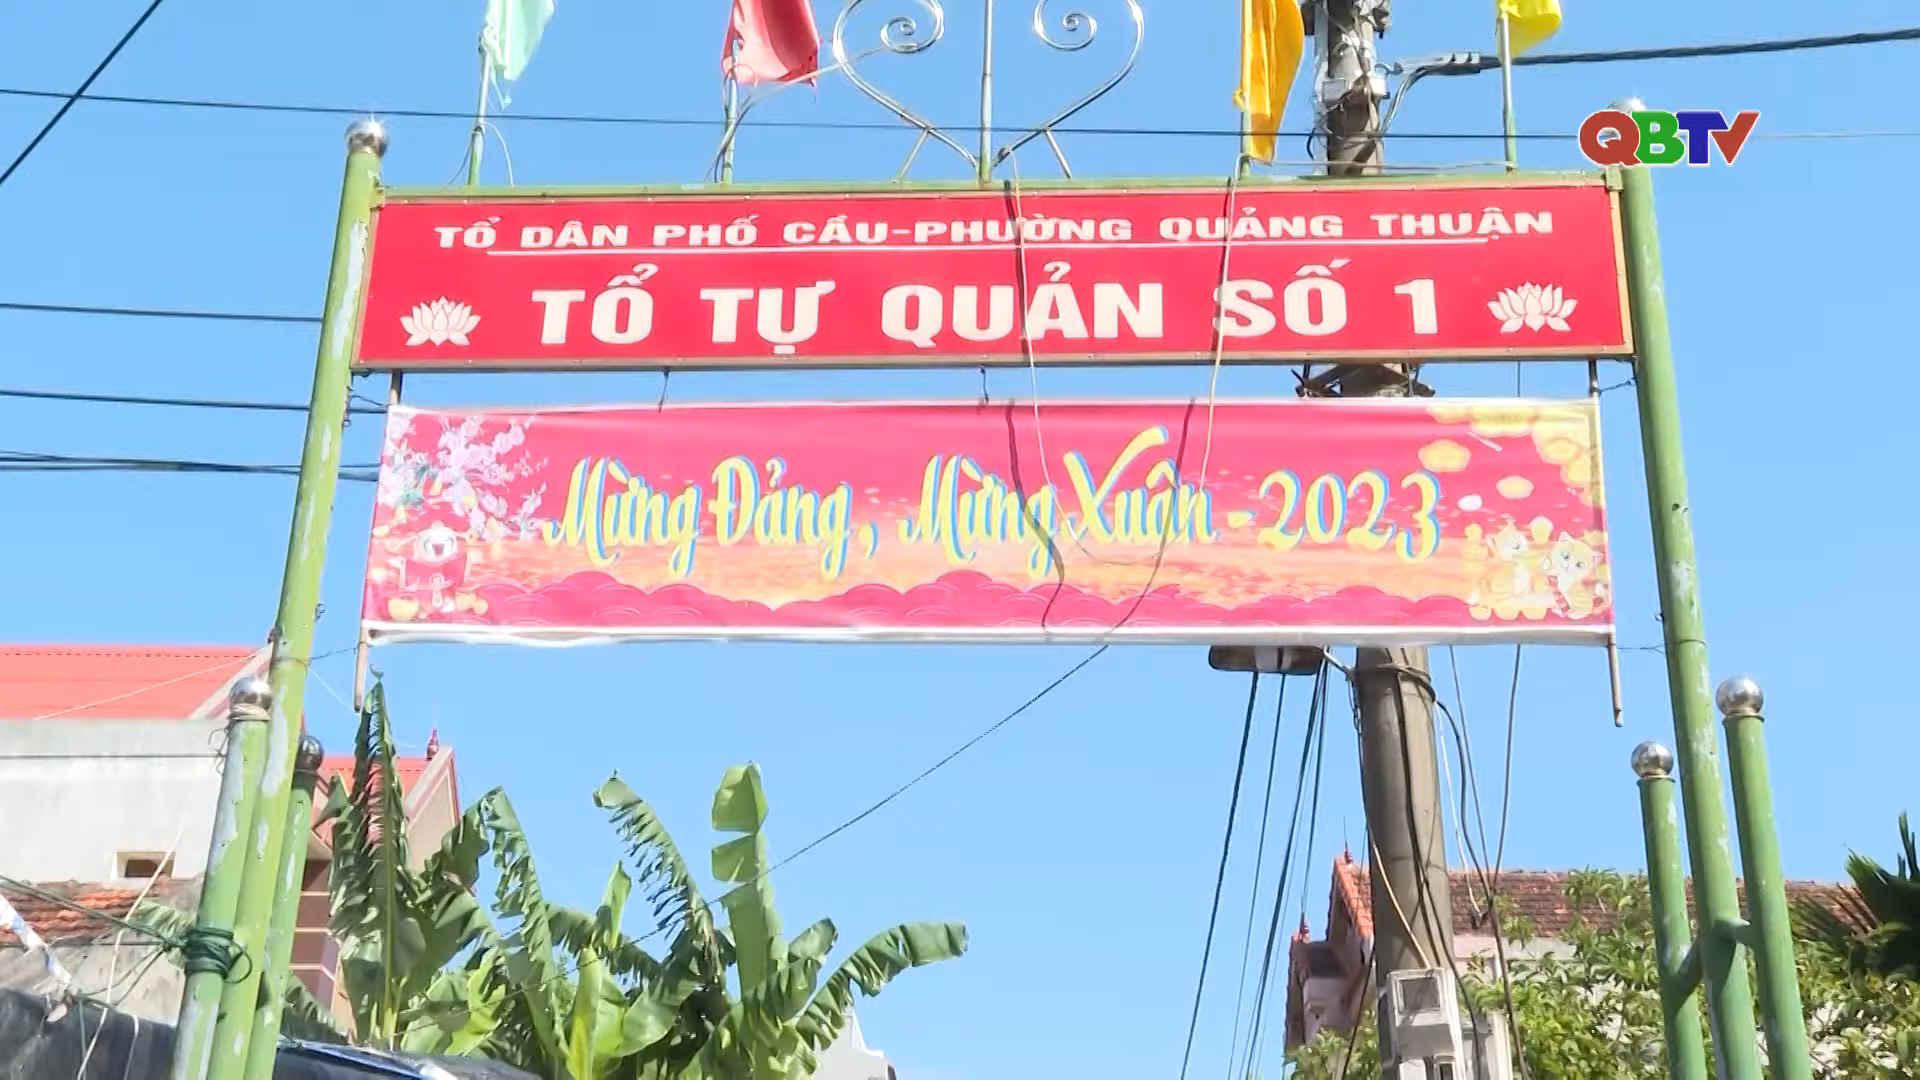 QBTV
TỔ DÂN PHỐ CẦU-PHƯỜNG QUẢNG THUẬN
TỔ TỰ QUẢN SỐ 1
Mừng Đảng, Mừng Xuân - 2023